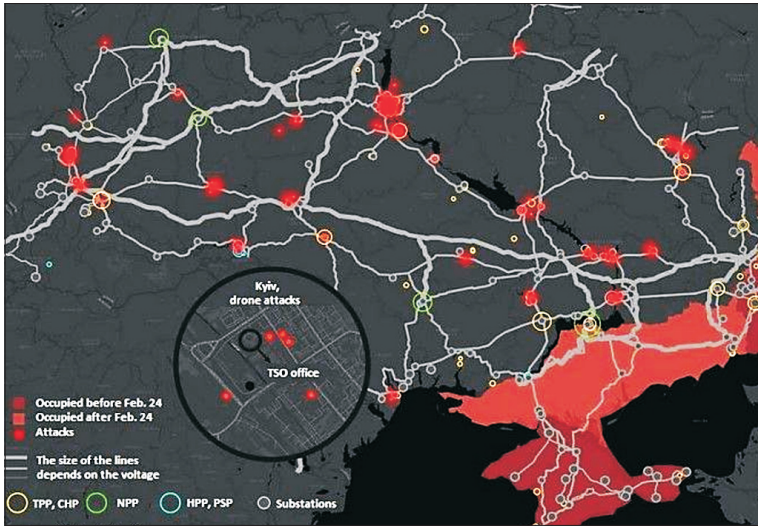 Kyiv,
drone attacks
TSO office
Occupied before Feb. 24
Occupied after Feb. 24
Attacks
The size of the lines
depends on the voltage
TPP, CHP
NPP
HPP, PSP
Substations